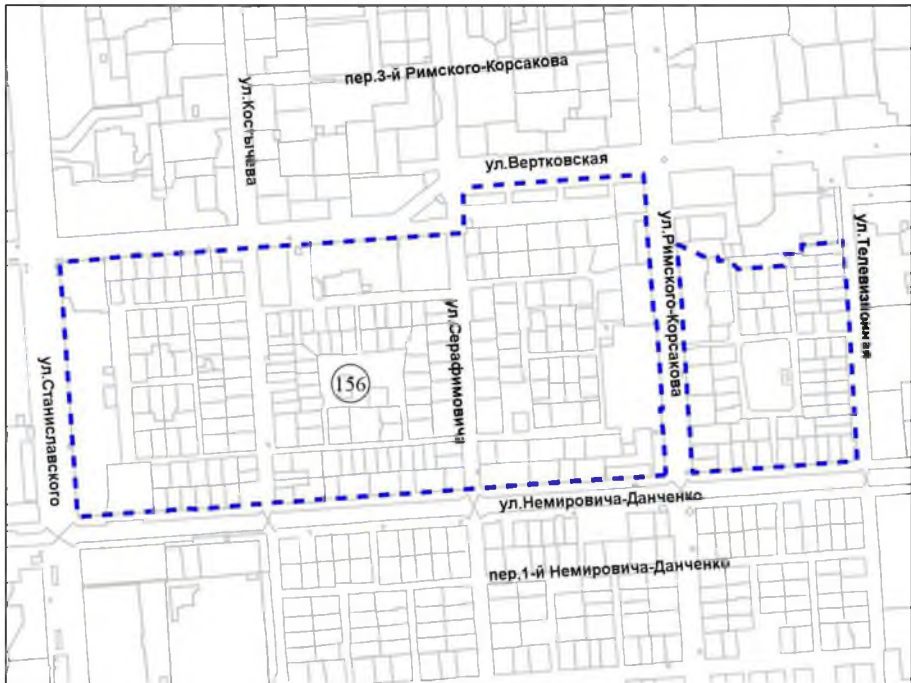 пер.3-й Римского-Корсакова
ул.Костычева
ул.Вертковская
ул.Римского-Корсакова
ул.Телевизионная
ул.Серафимовича
156
ул.Станиславского
ул.Немировича-Данченко
пер.1-й Немировича-Данченко